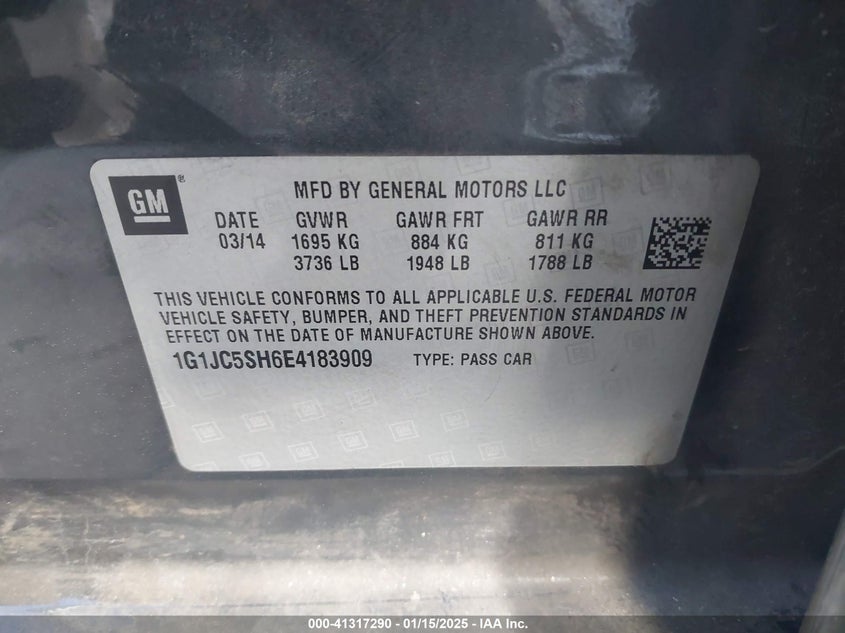 GM® MFD BY GENERAL MOTORS LLC
DATE GVWR GAWR FRT GAWR RR
03/14 1695 KG 884 KG 811 KG
3736 LB 1948 LB 1788 LB
THIS VEHICLE CONFORMS TO ALL APPLICABLE U.S. FEDERAL MOTOR
VEHICLE SAFETY, BUMPER, AND THEFT PREVENTION STANDARDS IN
EFFECT ON THE DATE OF MANUFACTURE SHOWN ABOVE.
1G1JC5SH6E4183909 TYPE: PASS CAR
000-41317290 - 01/15/2025 - IAA Inc.